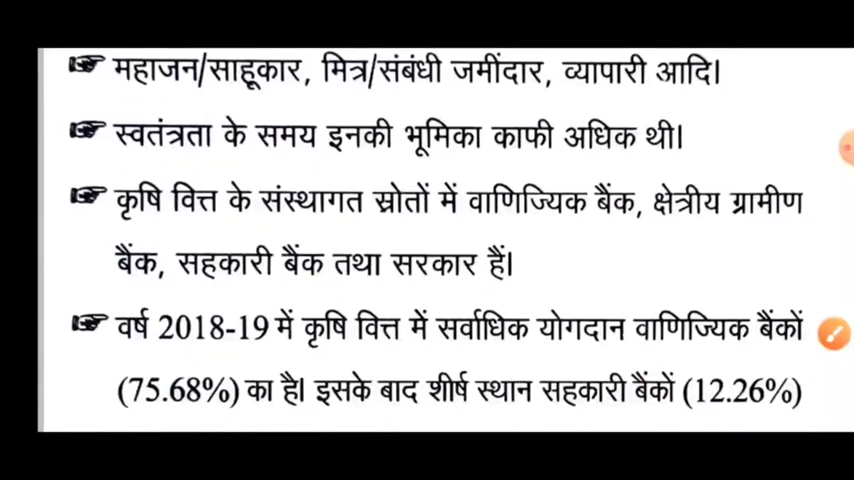 ☞ महाजन/साहूकार, मित्र/संबंधी जमींदार, व्यापारी आदि।
☞ स्वतंत्रता के समय इनकी भूमिका काफी अधिक थी।
☞ कृषि वित्त के संस्थागत स्रोतों में वाणिज्यिक बैंक, क्षेत्रीय ग्रामीण
बैंक, सहकारी बैंक तथा सरकार हैं।
☞ वर्ष 2018-19 में कृषि वित्त में सर्वाधिक योगदान वाणिज्यिक बैंकों
(75.68%) का है। इसके बाद शीर्ष स्थान सहकारी बैंकों (12.26%)